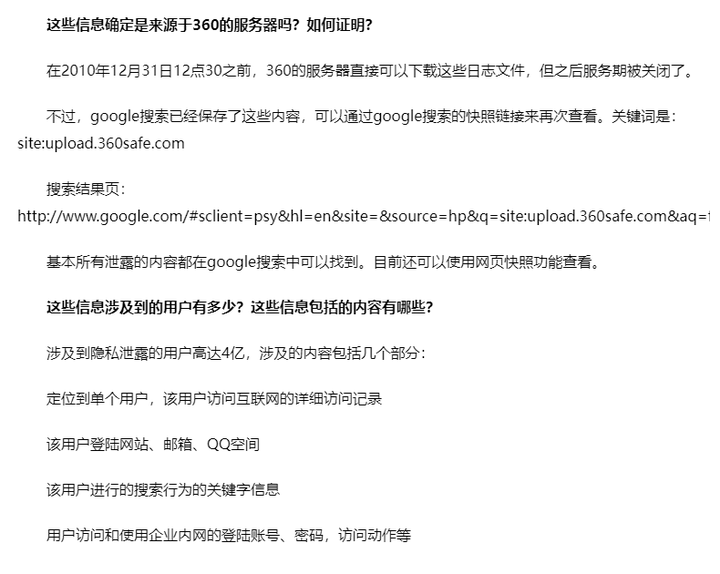 这些信息确定是来源于360的服务器吗？如何证明？
在2010年12月31日12点30之前，360的服务器直接可以下载这些日志文件，但之后服务期被关闭了。
不过，google搜索已经保存了这些内容，可以通过google搜索的快照链接来再次查看。关键词是：
site:upload.360safe.com
搜索结果页：
http://www.google.com/#sclient=psy&hl=en&site=&source=hp&q=site:upload.360safe.com&aq=f
基本所有泄露的内容都在google搜索中可以找到。目前还可以使用网页快照功能查看。
这些信息涉及到的用户有多少？这些信息包括的内容有哪些？
涉及到隐私泄露的用户高达4亿，涉及的内容包括几个部分：
定位到单个用户，该用户访问互联网的详细访问记录
该用户登陆网站、邮箱、QQ空间
该用户进行的搜索行为的关键字信息
用户访问和使用企业内网的登陆账号、密码，访问动作等